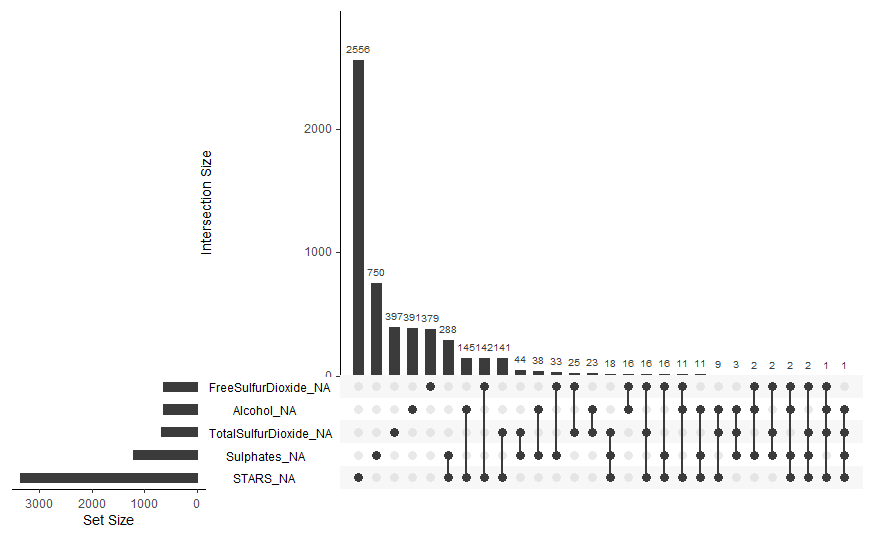 2556
2000
Intersection Size
1000
750
397 391 379
288
145 142 141
44 38 33 25 23 18 16 16 16 11 11 9 3 2 2 2 2 1 1
0
FreeSulfurDioxide_NA
Alcohol_NA
TotalSulfurDioxide_NA
Sulphates_NA
STARS_NA
3000 2000 1000 0
Set Size